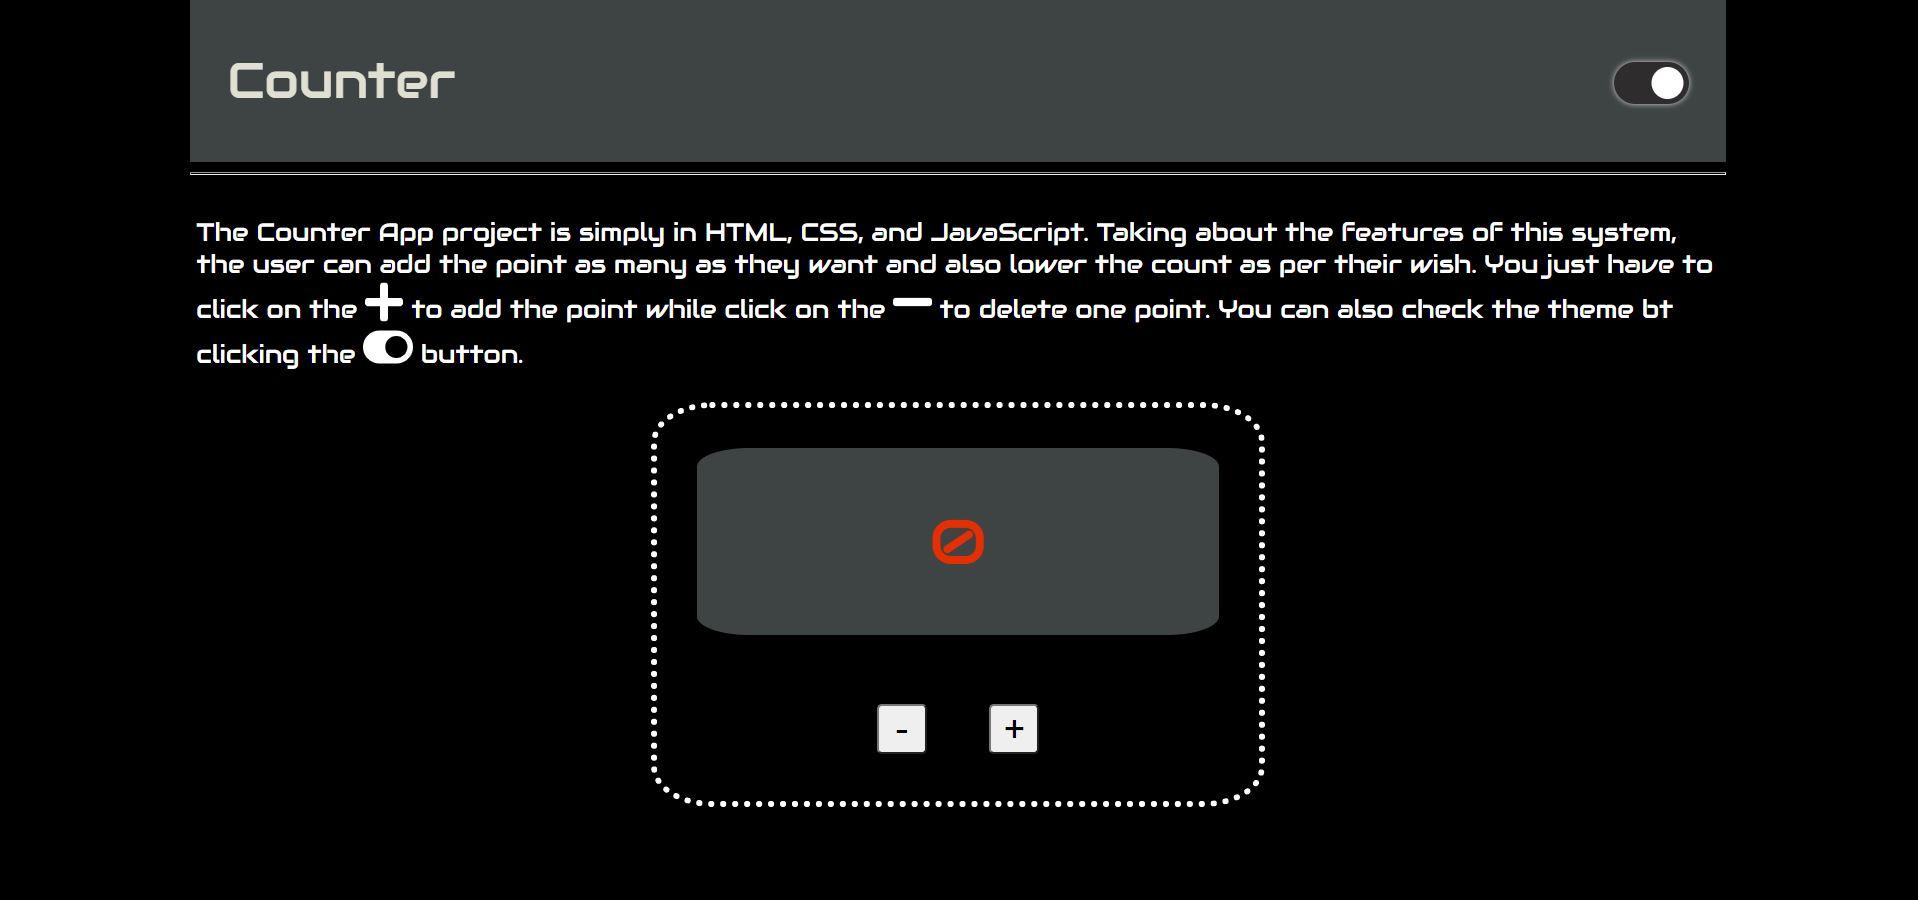 Counter
The Counter App project is simply in HTML, CSS, and JavaScript. Taking about the features of this system,
the user can add the point as many as they want and also lower the count as per their wish. You just have to
click on the + to add the point while click on the - to delete one point. You can also check the theme bt
clicking the button.
0
- +